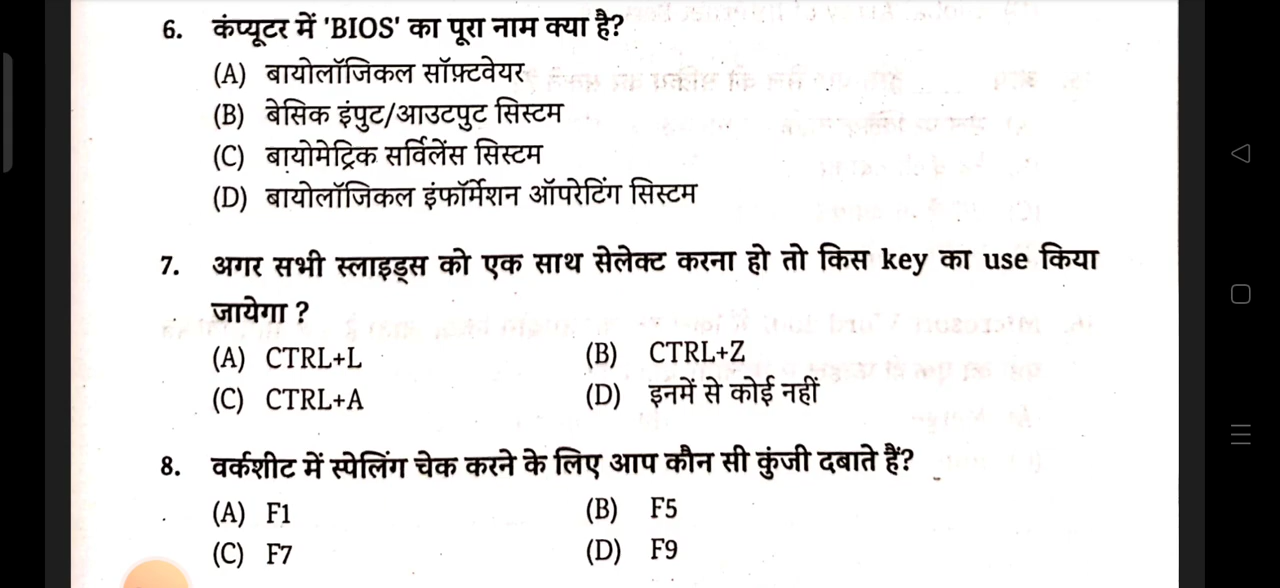 6. कंप्यूटर में 'BIOS' का पूरा नाम क्या है?
(A) बायोलॉजिकल सॉफ़्टवेयर
(B) बेसिक इंपुट/आउटपुट सिस्टम
(C) बायोमेट्रिक सर्विलेंस सिस्टम
(D) बायोलॉजिकल इंफॉर्मेशन ऑपरेटिंग सिस्टम
7. अगर सभी स्लाइड्स को एक साथ सेलेक्ट करना हो तो किस key का use किया
जायेगा ?
(A) CTRL+L (B) CTRL+Z
(C) CTRL+A (D) इनमें से कोई नहीं
8. वर्कशीट में स्पेलिंग चेक करने के लिए आप कौन सी कुंजी दबाते हैं?
(A) F1 (B) F5
(C) F7 (D) F9